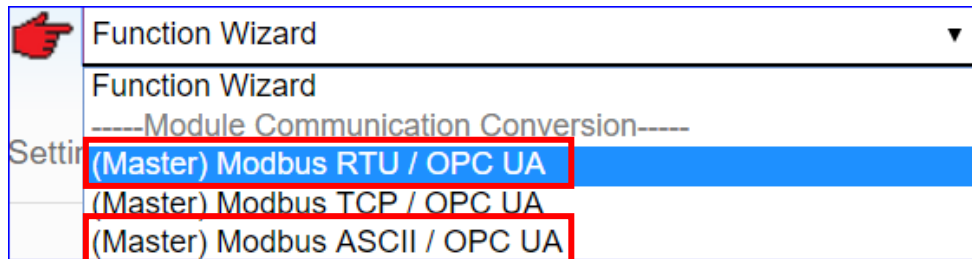 Function Wizard ▼
Function Wizard
-----Module Communication Conversion-----
(Master) Modbus RTU / OPC UA
(Master) Modbus TCP / OPC UA
(Master) Modbus ASCII / OPC UA